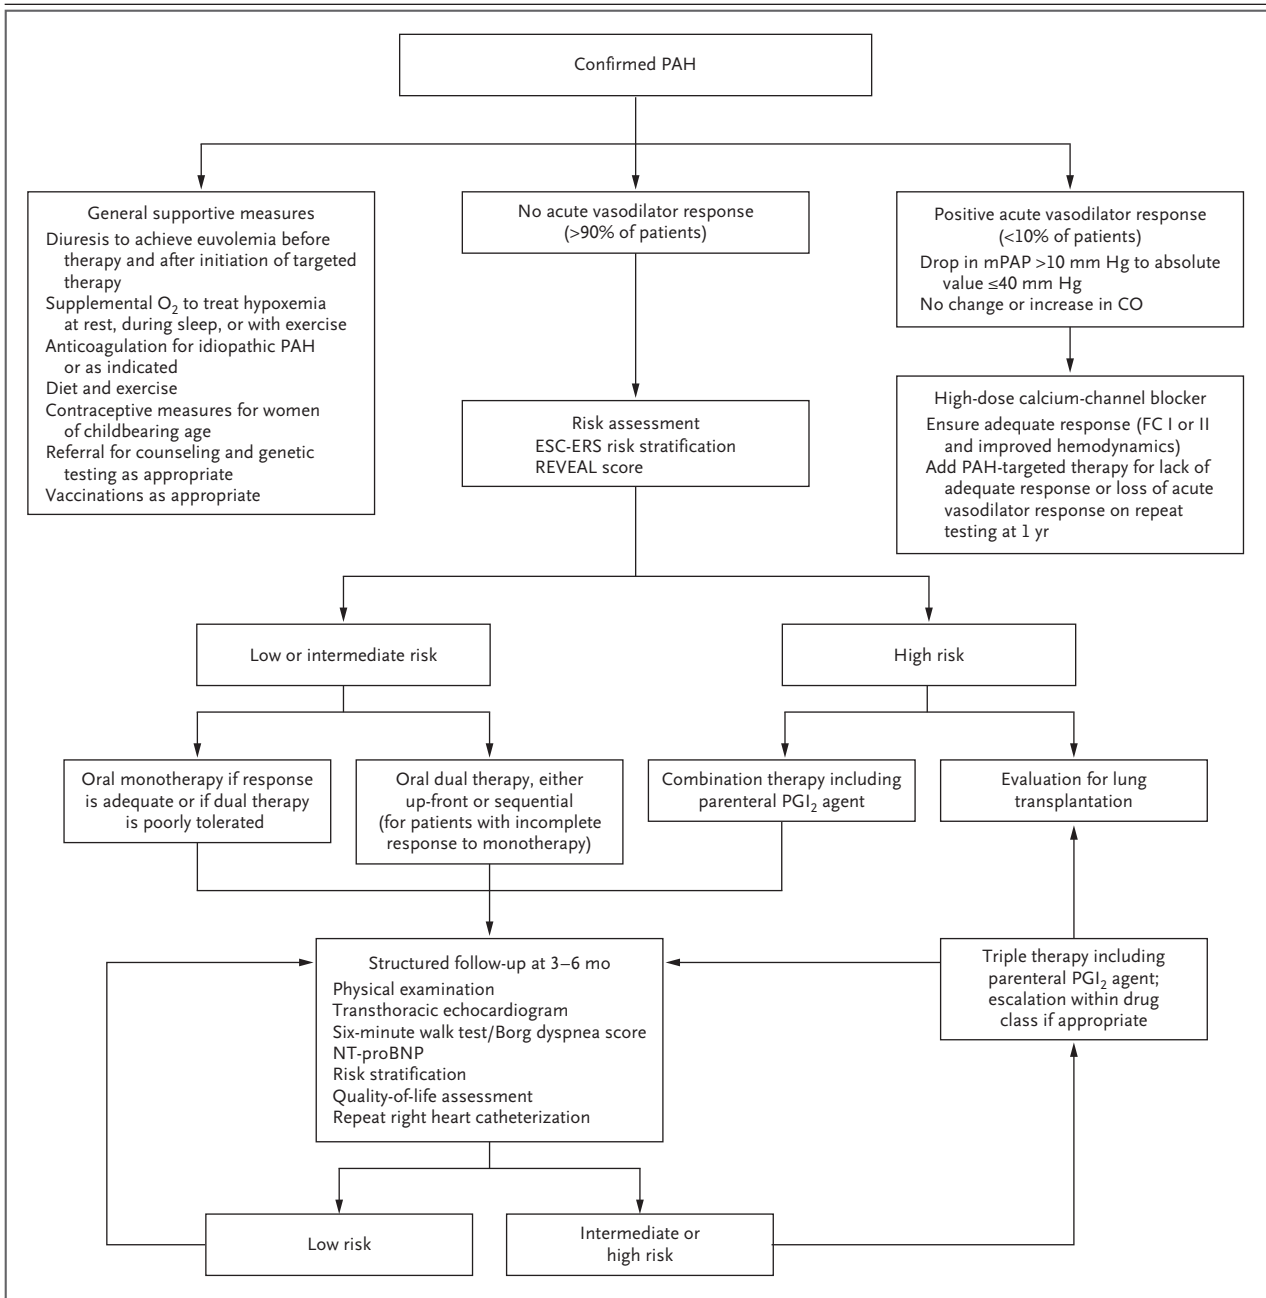 Confirmed PAH
General supportive measures
Diuresis to achieve euvolemia before
therapy and after initiation of targeted
therapy
Supplemental O₂ to treat hypoxemia
at rest, during sleep, or with exercise
Anticoagulation for idiopathic PAH
or as indicated
Diet and exercise
Contraceptive measures for women
of childbearing age
Referral for counseling and genetic
testing as appropriate
Vaccinations as appropriate
No acute vasodilator response
(>90% of patients)
Positive acute vasodilator response
(<10% of patients)
Drop in mPAP >10 mm Hg to absolute
value ≤40 mm Hg
No change or increase in CO
Risk assessment
ESC-ERS risk stratification
REVEAL score
High-dose calcium-channel blocker
Ensure adequate response (FC I or II
and improved hemodynamics)
Add PAH-targeted therapy for lack of
adequate response or loss of acute
vasodilator response on repeat
testing at 1 yr
Low or intermediate risk
High risk
Oral monotherapy if response
is adequate or if dual therapy
is poorly tolerated
Oral dual therapy, either
up-front or sequential
(for patients with incomplete
response to monotherapy)
Combination therapy including
parenteral PGI₂ agent
Evaluation for lung
transplantation
Structured follow-up at 3–6 mo
Physical examination
Transthoracic echocardiogram
Six-minute walk test/Borg dyspnea score
NT-proBNP
Risk stratification
Quality-of-life assessment
Repeat right heart catheterization
Triple therapy including
parenteral PGI₂ agent;
escalation within drug
class if appropriate
Low risk
Intermediate or
high risk